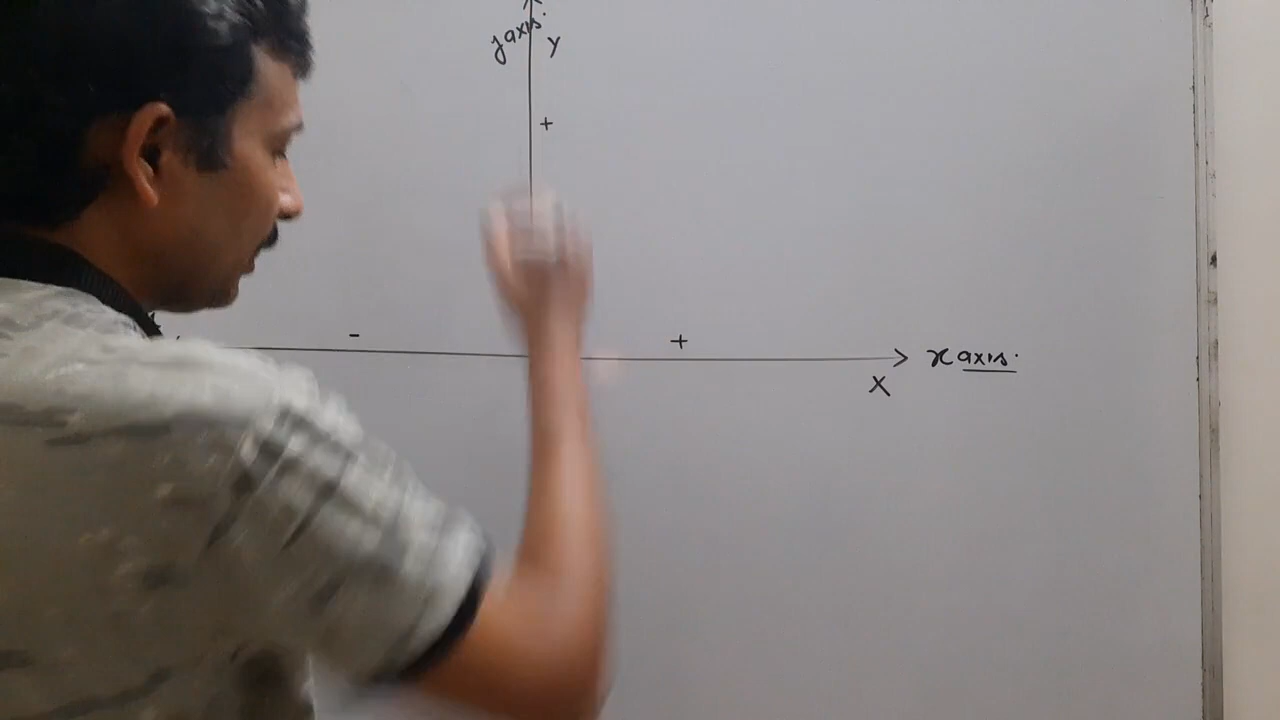 y axis.
Y
+
- +
x axis.
X